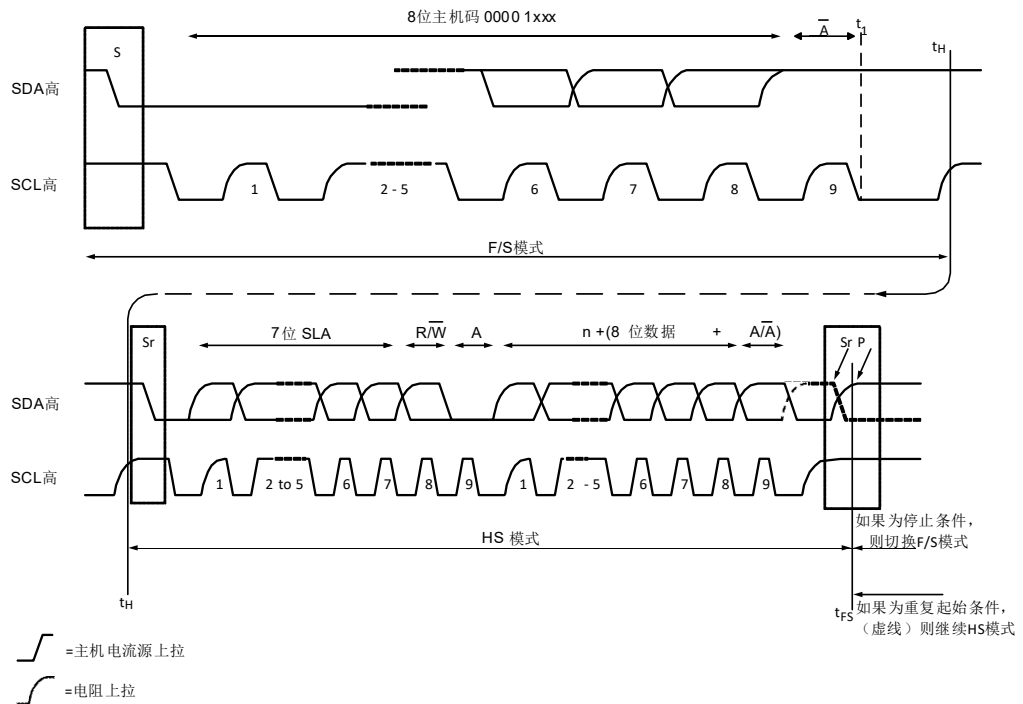 8位主机码 0000 1xxx
A̅
t1
tH
S
SDA高
SCL高
1
2 - 5
6
7
8
9
F/S模式
Sr
7位 SLA
R/W̅
A
n +(8 位数据 + A/A̅)
Sr P
SDA高
SCL高
1
2 to 5
6
7
8
9
1
2 - 5
6
7
8
9
如果为停止条件，
则切换F/S模式
HS 模式
tH
tFS
如果为重复起始条件，
（虚线）则继续HS模式
=主机电流源上拉
=电阻上拉